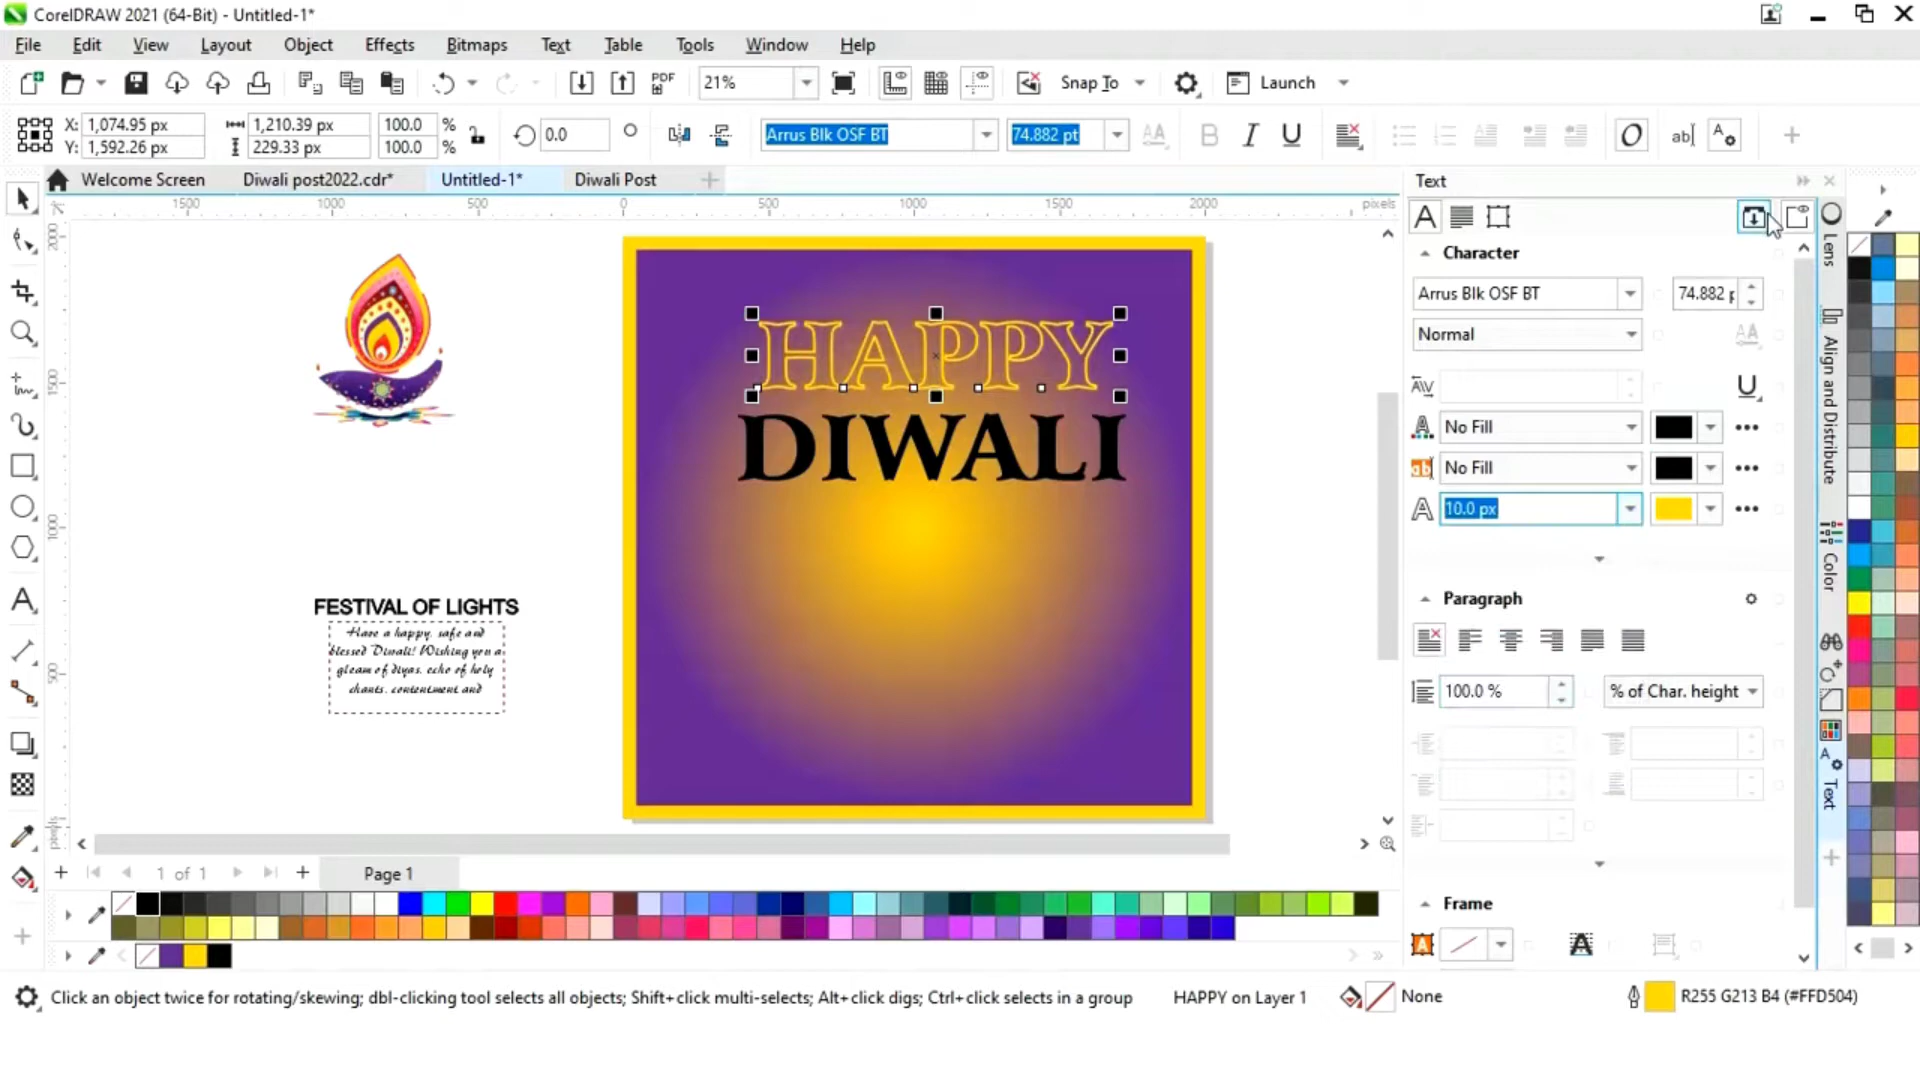 CorelDRAW 2021 (64-Bit) - Untitled-1*
File Edit View Layout Object Effects Bitmaps Text Table Tools Window Help
PDF 21% Snap To Launch
X: 1,074.95 px 1,210.39 px 100.0 % 0.0 Arrus Blk OSF BT 74.882 pt
Y: 1,592.26 px 229.33 px 100.0 %
Welcome Screen Diwali post2022.cdr* Untitled-1* Diwali Post
Text
1500 1000 500 0 500 1000 1500 2000 pixels
Character
Arrus Blk OSF BT 74.882 p
Normal
No Fill
No Fill
10.0 px
Paragraph
100.0 % % of Char. height
Frame
HAPPY
DIWALI
FESTIVAL OF LIGHTS
Have a happy, safe and
blessed Diwali! Wishing you a
gleam of diyas, echo of holy
chants, contentment and
2000
1500
1000
500
pixels
Lens
Align and Distribute
Color
Text
1 of 1 Page 1
Click an object twice for rotating/skewing; dbl-clicking tool selects all objects; Shift+click multi-selects; Alt+click digs; Ctrl+click selects in a group HAPPY on Layer 1 None R255 G213 B4 (#FFD504)